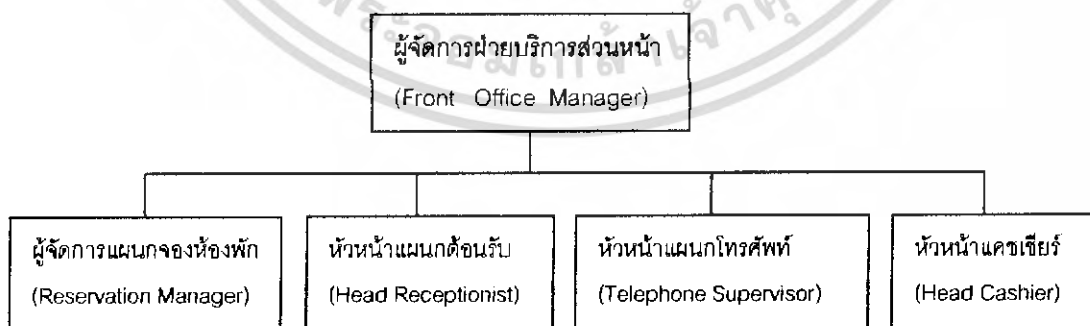 ผู้จัดการฝ่ายบริการส่วนหน้า
(Front Office Manager)
ผู้จัดการแผนกจองห้องพัก
(Reservation Manager)
หัวหน้าแผนกต้อนรับ
(Head Receptionist)
หัวหน้าแผนกโทรศัพท์
(Telephone Supervisor)
หัวหน้าแคชเชียร์
(Head Cashier)